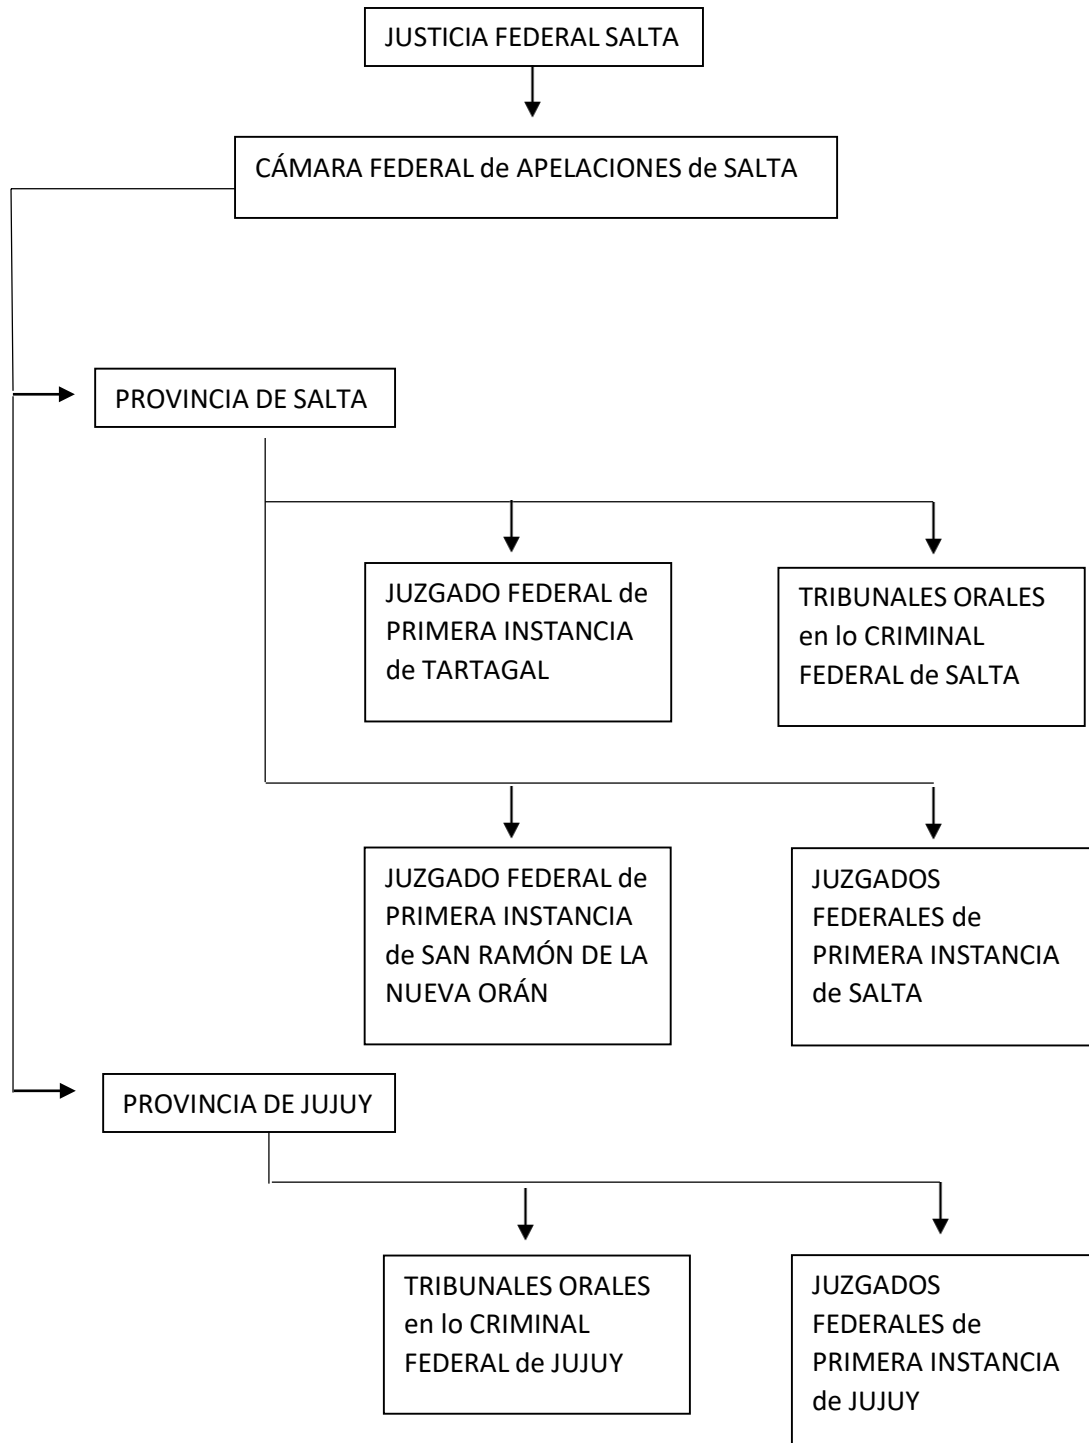 JUSTICIA FEDERAL SALTA
CÁMARA FEDERAL de APELACIONES de SALTA
PROVINCIA DE SALTA
JUZGADO FEDERAL de
PRIMERA INSTANCIA
de TARTAGAL
TRIBUNALES ORALES
en lo CRIMINAL
FEDERAL de SALTA
JUZGADO FEDERAL de
PRIMERA INSTANCIA
de SAN RAMÓN DE LA
NUEVA ORÁN
JUZGADOS
FEDERALES de
PRIMERA INSTANCIA
de SALTA
PROVINCIA DE JUJUY
TRIBUNALES ORALES
en lo CRIMINAL
FEDERAL de JUJUY
JUZGADOS
FEDERALES de
PRIMERA INSTANCIA
de JUJUY